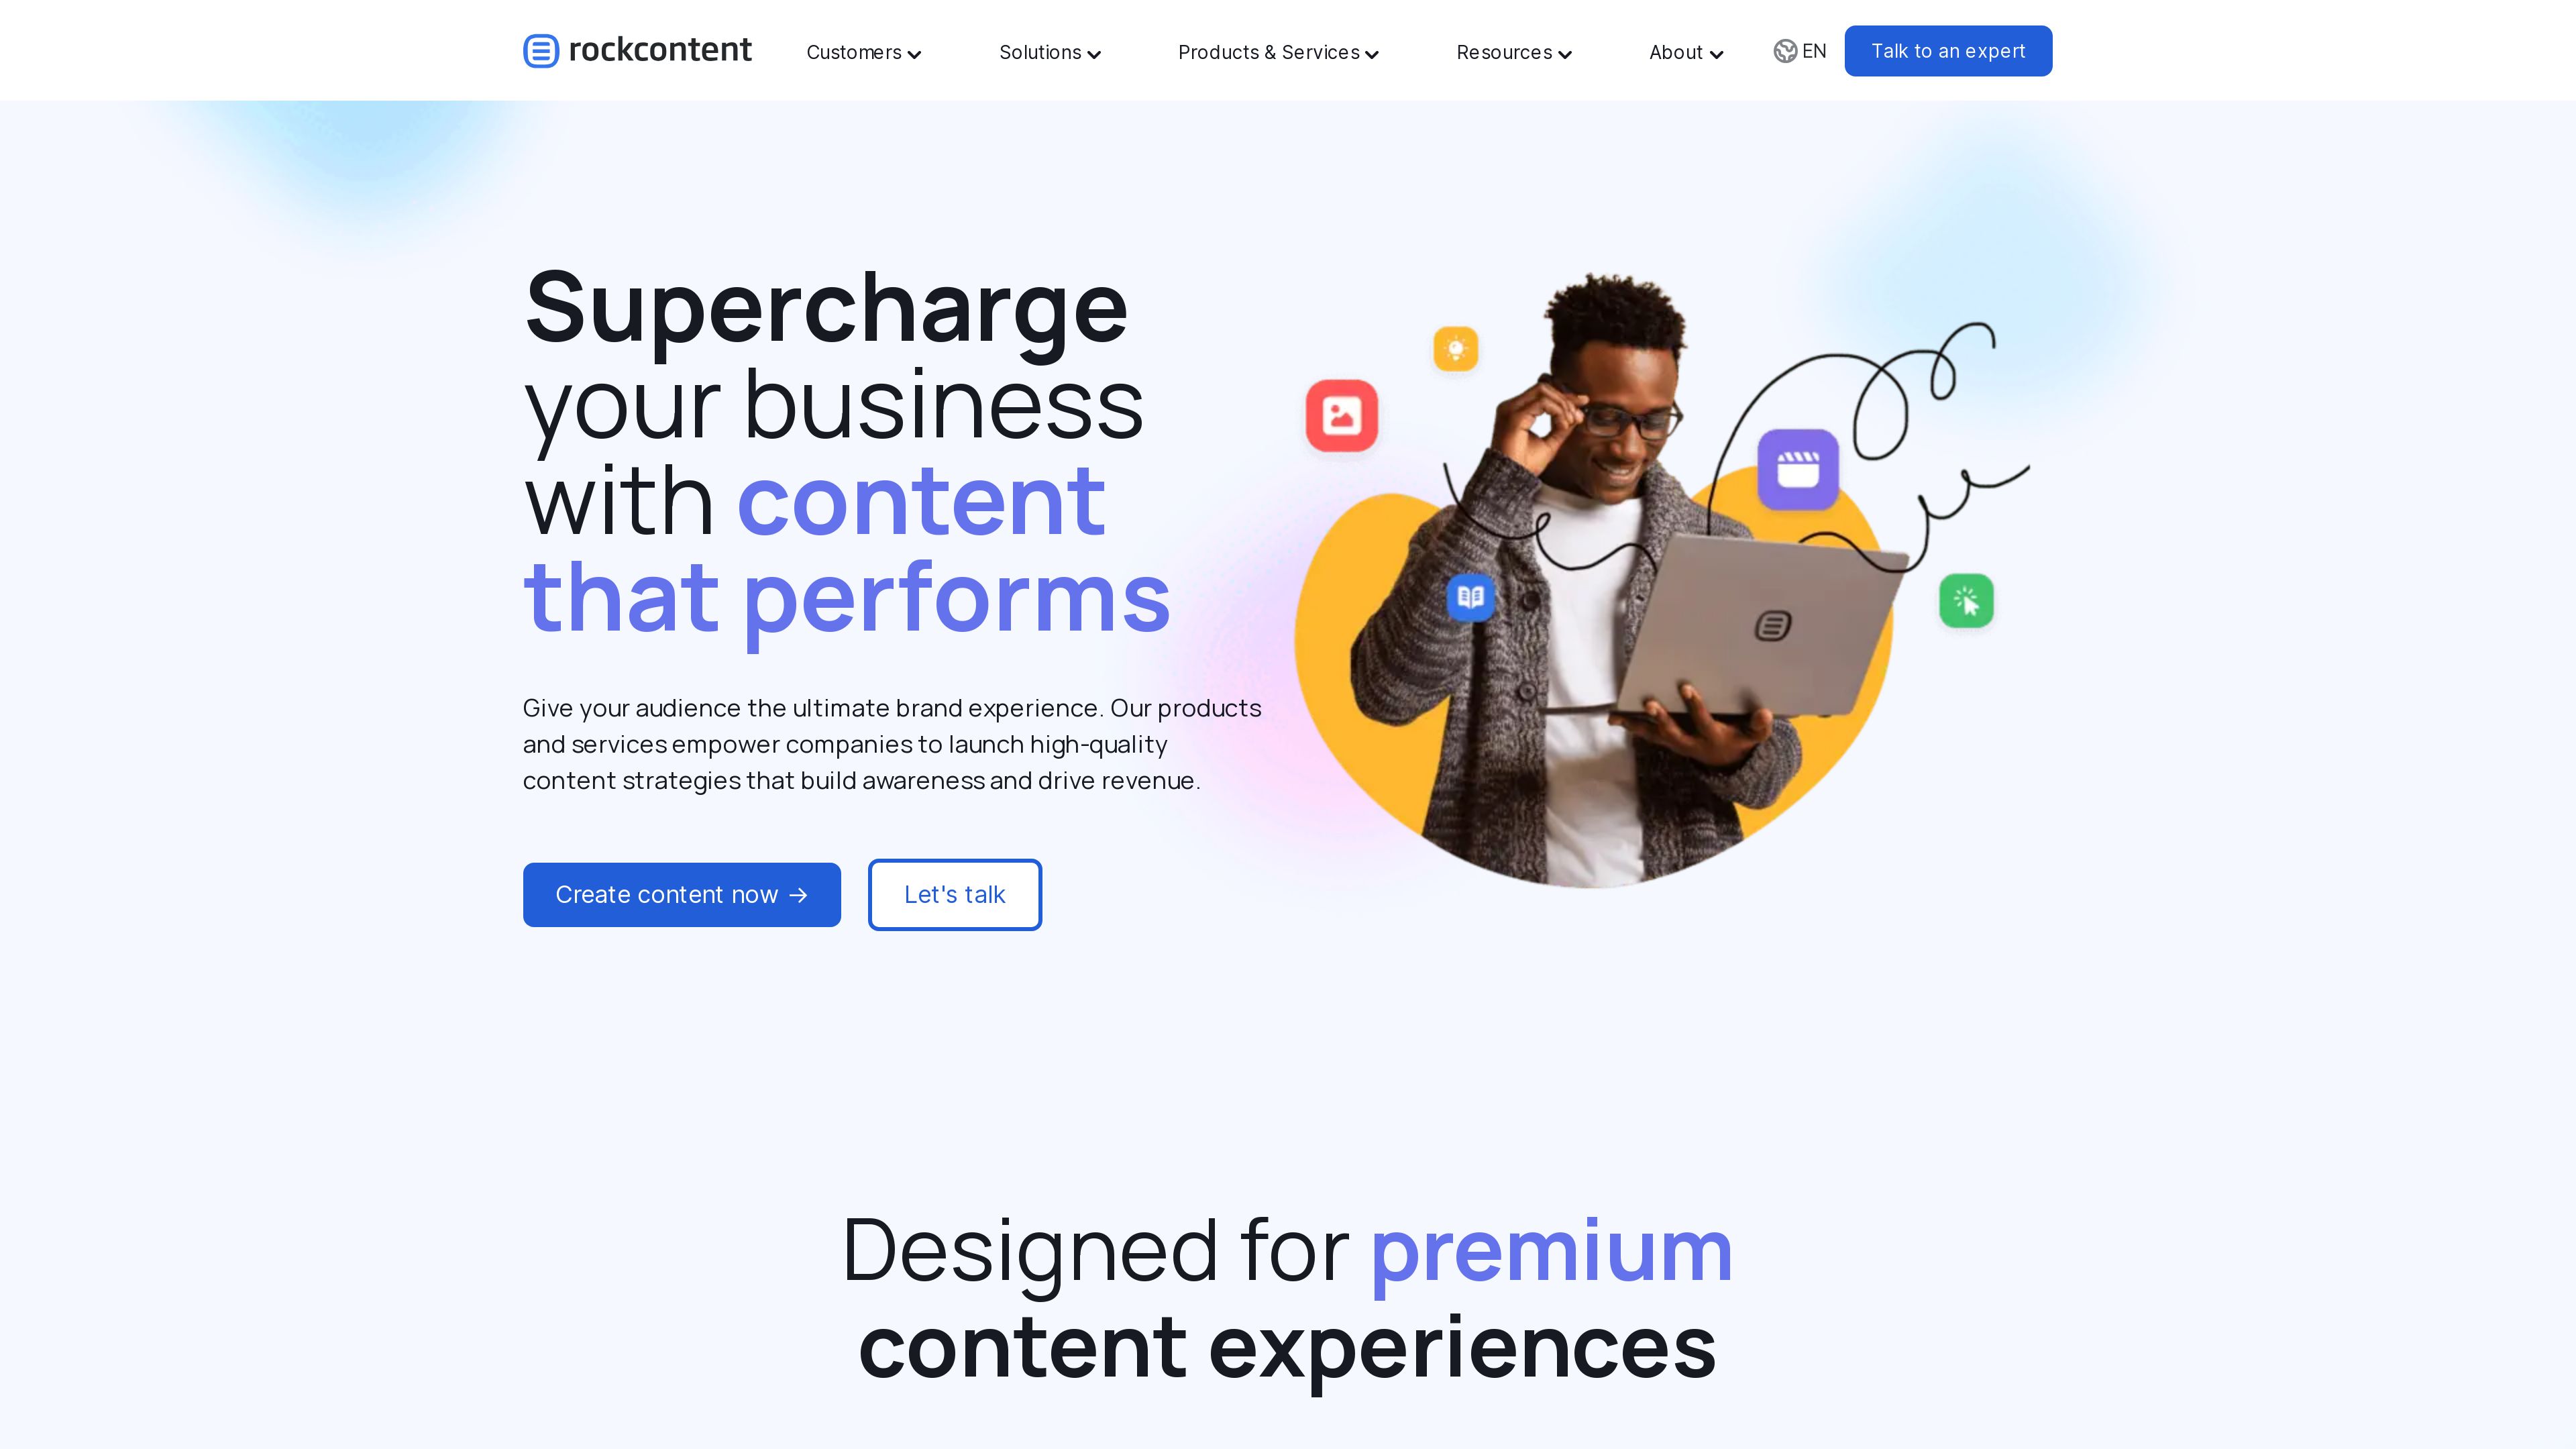 rockcontent
Customers
Solutions
Products & Services
Resources
About
EN
Talk to an expert
Supercharge
your business
with content
that performs
Give your audience the ultimate brand experience. Our products
and services empower companies to launch high-quality
content strategies that build awareness and drive revenue.
Create content now →
Let's talk
Designed for premium
content experiences